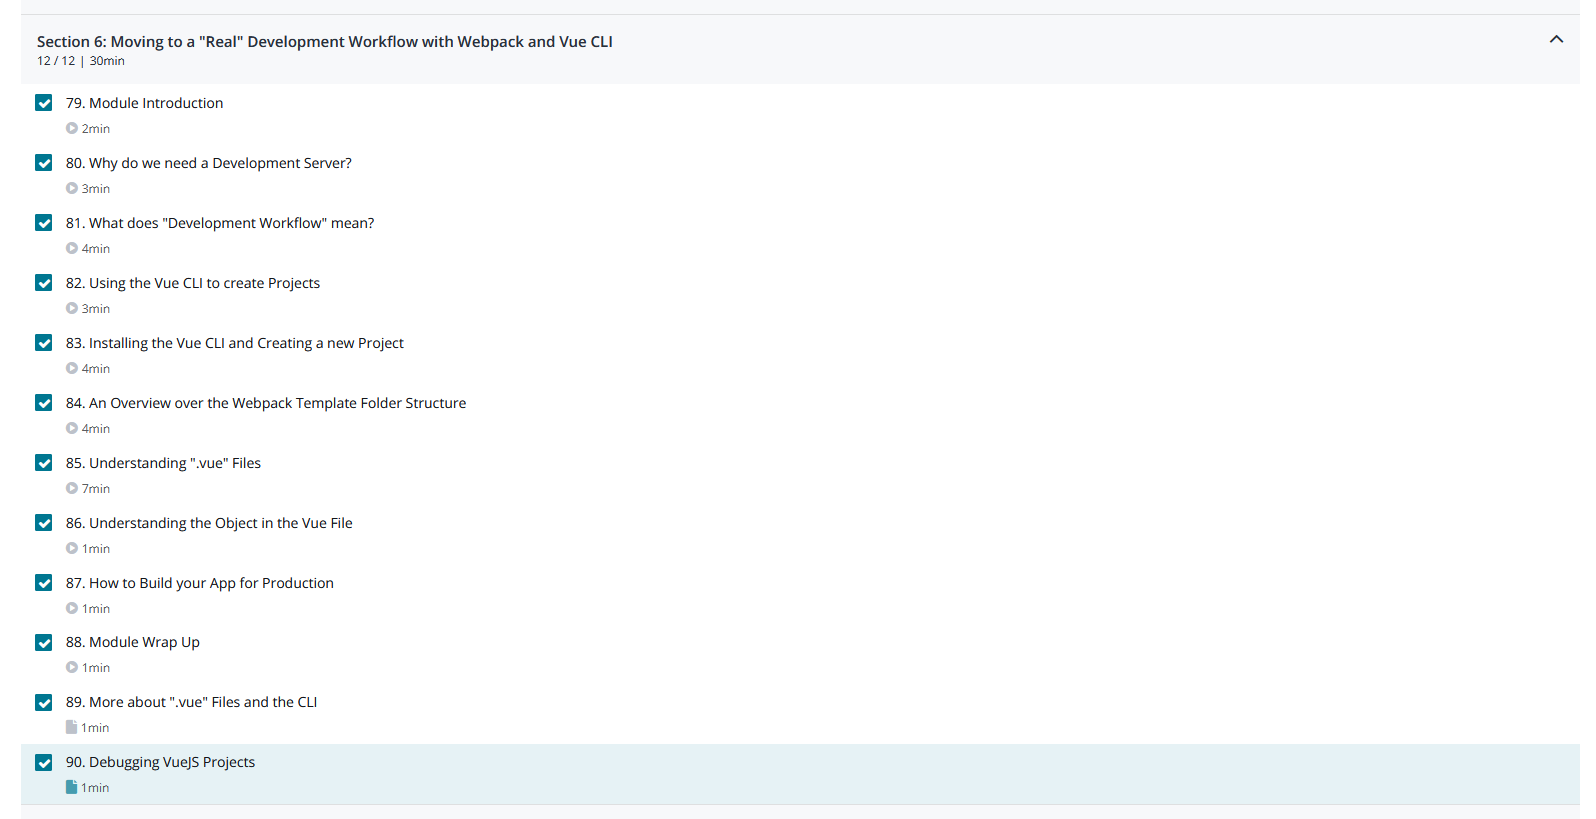 Section 6: Moving to a "Real" Development Workflow with Webpack and Vue CLI
12 / 12 | 30min
79. Module Introduction
2min
80. Why do we need a Development Server?
3min
81. What does "Development Workflow" mean?
4min
82. Using the Vue CLI to create Projects
3min
83. Installing the Vue CLI and Creating a new Project
4min
84. An Overview over the Webpack Template Folder Structure
4min
85. Understanding ".vue" Files
7min
86. Understanding the Object in the Vue File
1min
87. How to Build your App for Production
1min
88. Module Wrap Up
1min
89. More about ".vue" Files and the CLI
1min
90. Debugging VueJS Projects
1min